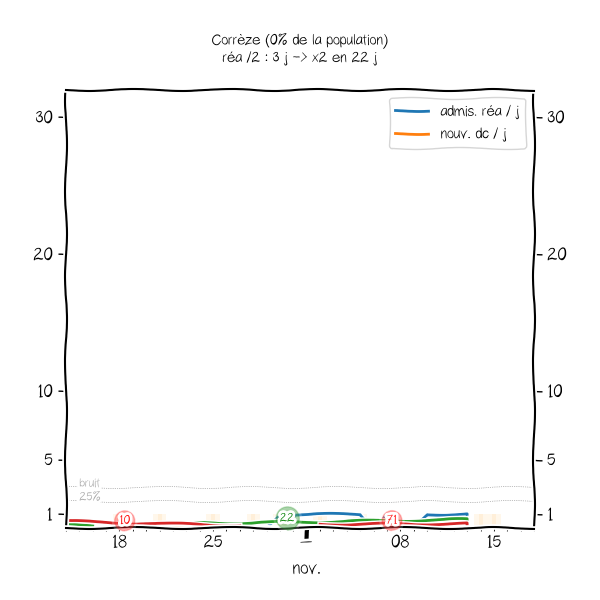 Corrèze (0% de la population)
réa /2 : 3 j -> x2 en 22 j
admis. réa / j
nouv. dc / j
30 30
20 20
10 10
5 5
bruit
25%
1 1
10 22 71
18 25 1 08 15
nov.